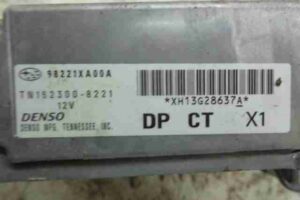 98221XA00A
TN152300-8221
12V
DENSO
DENSO MFG. TENNESSEE, INC.
*XH13G28637A*
DP CT X1